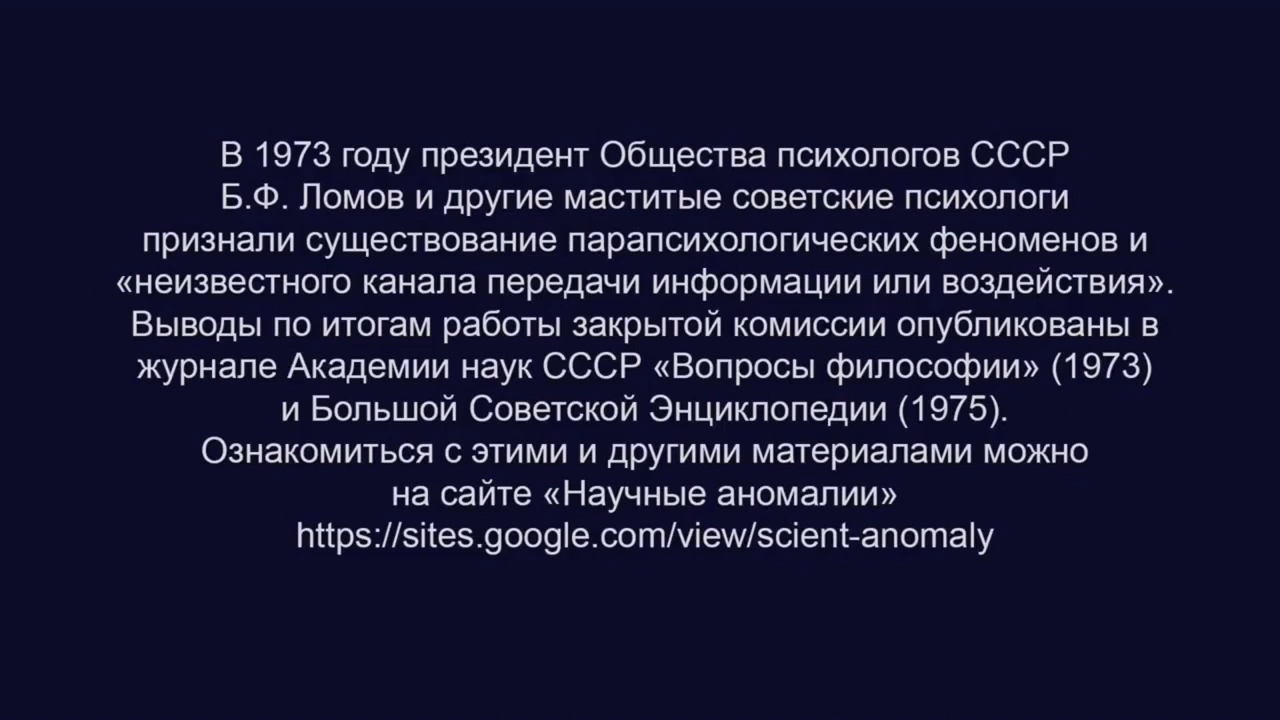 В 1973 году президент Общества психологов СССР
Б.Ф. Ломов и другие маститые советские психологи
признали существование парапсихологических феноменов и
«неизвестного канала передачи информации или воздействия».
Выводы по итогам работы закрытой комиссии опубликованы в
журнале Академии наук СССР «Вопросы философии» (1973)
и Большой Советской Энциклопедии (1975).
Ознакомиться с этими и другими материалами можно
на сайте «Научные аномалии»
https://sites.google.com/view/scient-anomaly